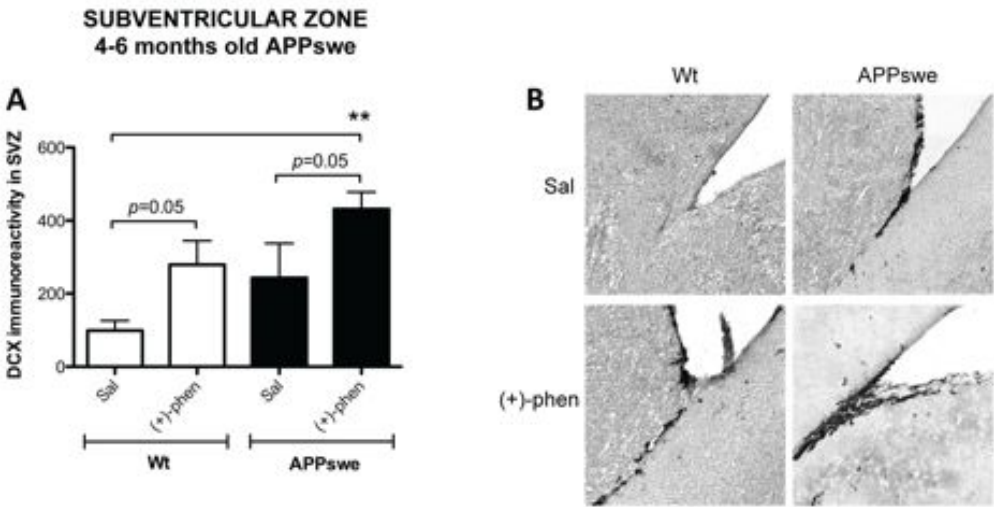 SUBVENTRICULAR ZONE
4-6 months old APPswe
A
**
600
p=0.05
p=0.05
400
200
0
DCX immunoreactivity in SVZ
Sal
(+)-phen
Sal
(+)-phen
Wt
APPswe
B
Wt
APPswe
Sal
(+)-phen